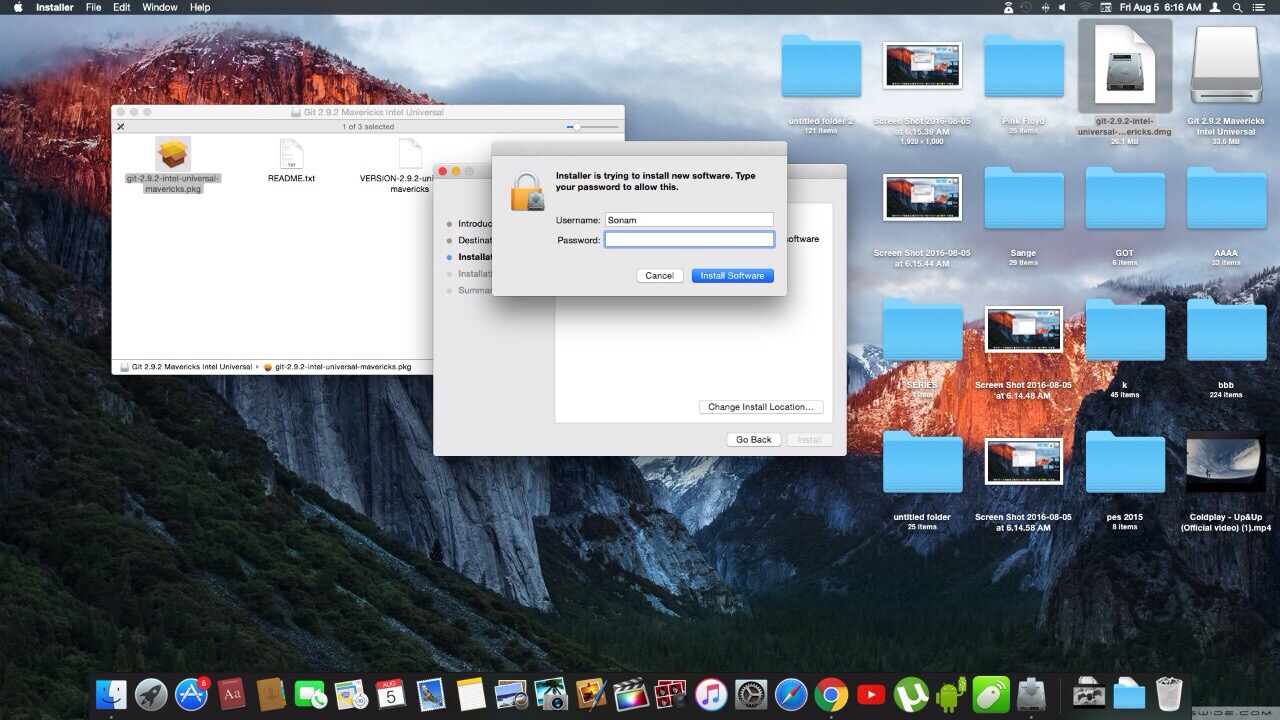 Installer File Edit Window Help
Fri Aug 5 6:16 AM
Git 2.9.2 Mavericks Intel Universal
1 of 3 selected
git-2.9.2-intel-universal-
mavericks.pkg
README.txt
TXT
VERSION-2.9.2-uni
mavericks
Introduc
Destinat
Installat
Installati
Summar
oftware
Change Install Location...
Go Back
Install
Installer is trying to install new software. Type
your password to allow this.
Username: Sonam
Password:
Cancel
Install Software
Git 2.9.2 Mavericks Intel Universal
git-2.9.2-intel-universal-mavericks.pkg
untitled folder 2
121 items
Screen Shot 2016-08-05
at 6.15.39 AM
1,920 × 1,080
Pink Floyd
25 items
git-2.9.2-intel-
universal-...ericks.dmg
26.1 MB
Git 2.9.2 Mavericks
Intel Universal
33.6 MB
Screen Shot 2016-08-05
at 6.15.44 AM
Sange
29 items
GOT
6 items
AAAA
33 items
SERIES
1 item
Screen Shot 2016-08-05
at 6.14.48 AM
k
45 items
bbb
224 items
untitled folder
25 items
Screen Shot 2016-08-05
at 6.14.58 AM
pes 2015
8 items
Coldplay - Up&Up
(Official video) (1).mp4
5
Aa
AUG
5
SWIDE.COM